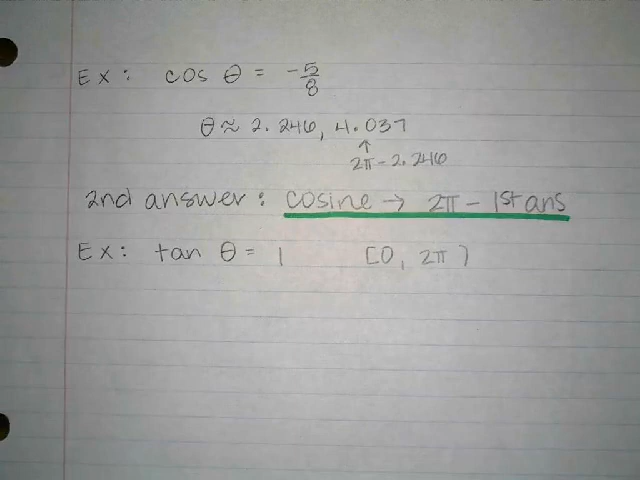 Ex: cos θ = -5/8
θ ≈ 2.246, 4.037
↑
2π - 2.246
2nd answer: cosine → 2π - 1st ans
Ex: tan θ = 1 [0, 2π)